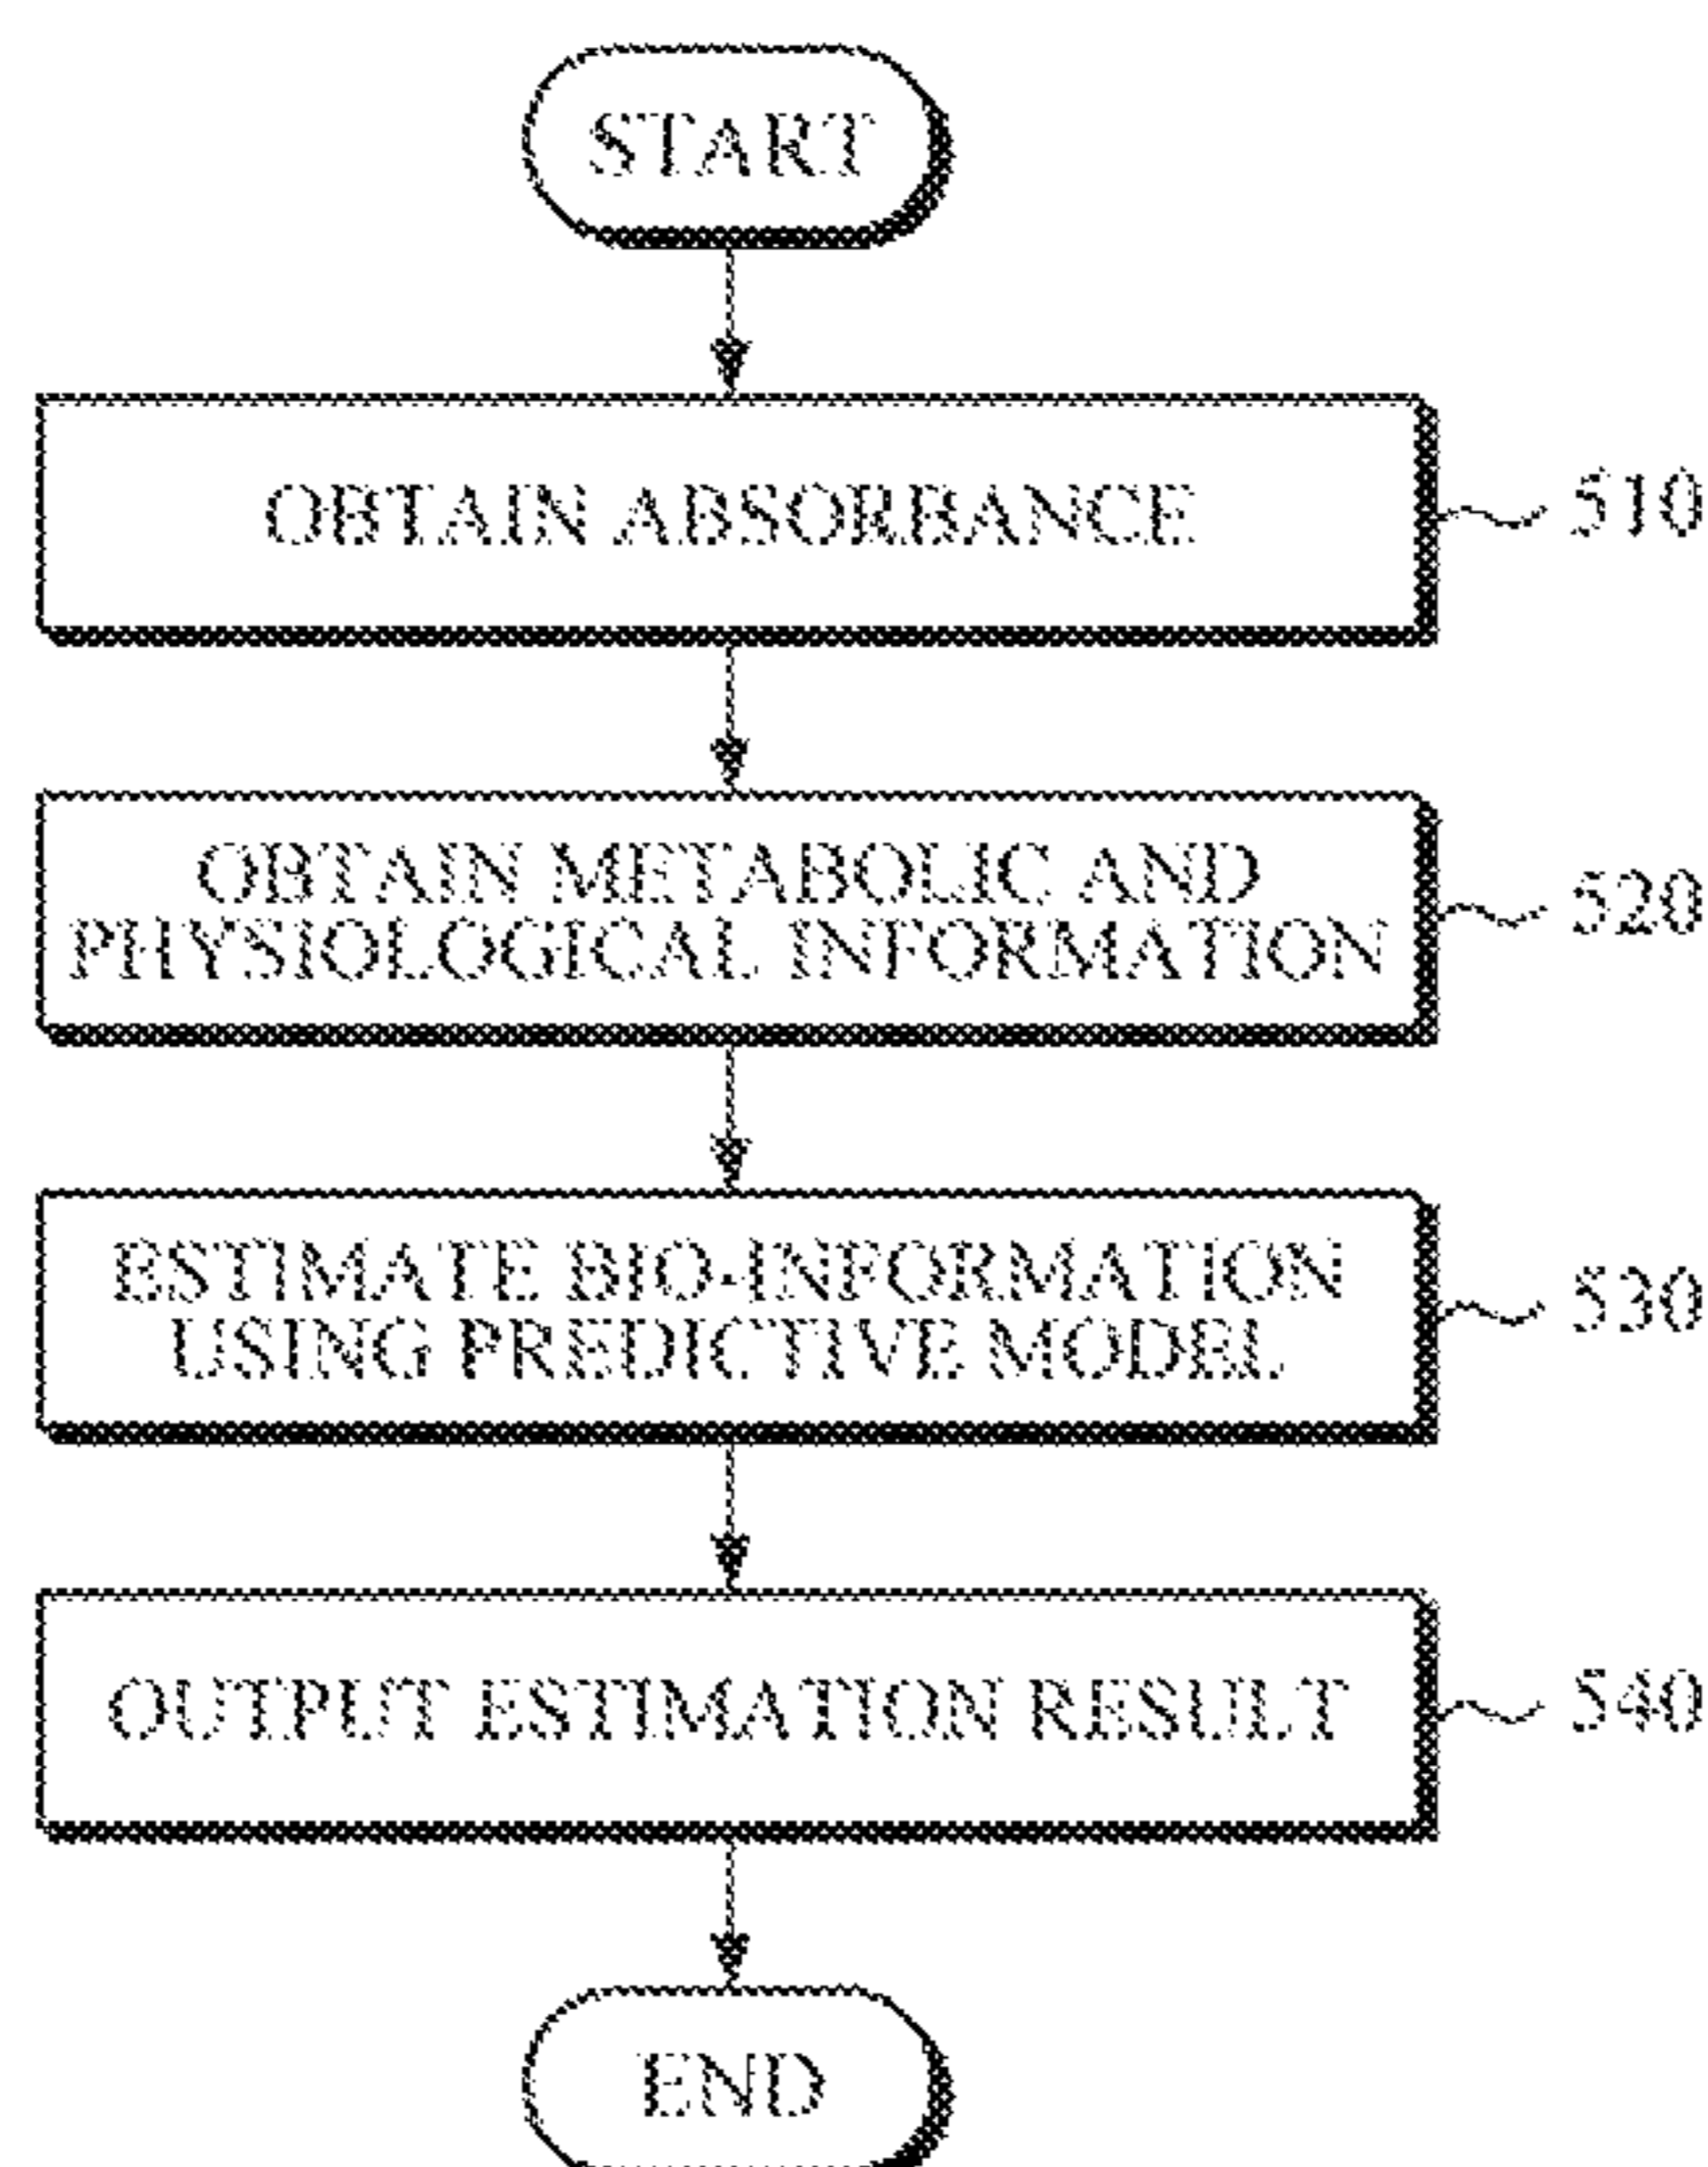 START
OBTAIN ABSORBANCE
510
OBTAIN METABOLIC AND
PHYSIOLOGICAL INFORMATION
520
ESTIMATE BIO-INFORMATION
USING PREDICTIVE MODEL
530
OUTPUT ESTIMATION RESULT
540
END